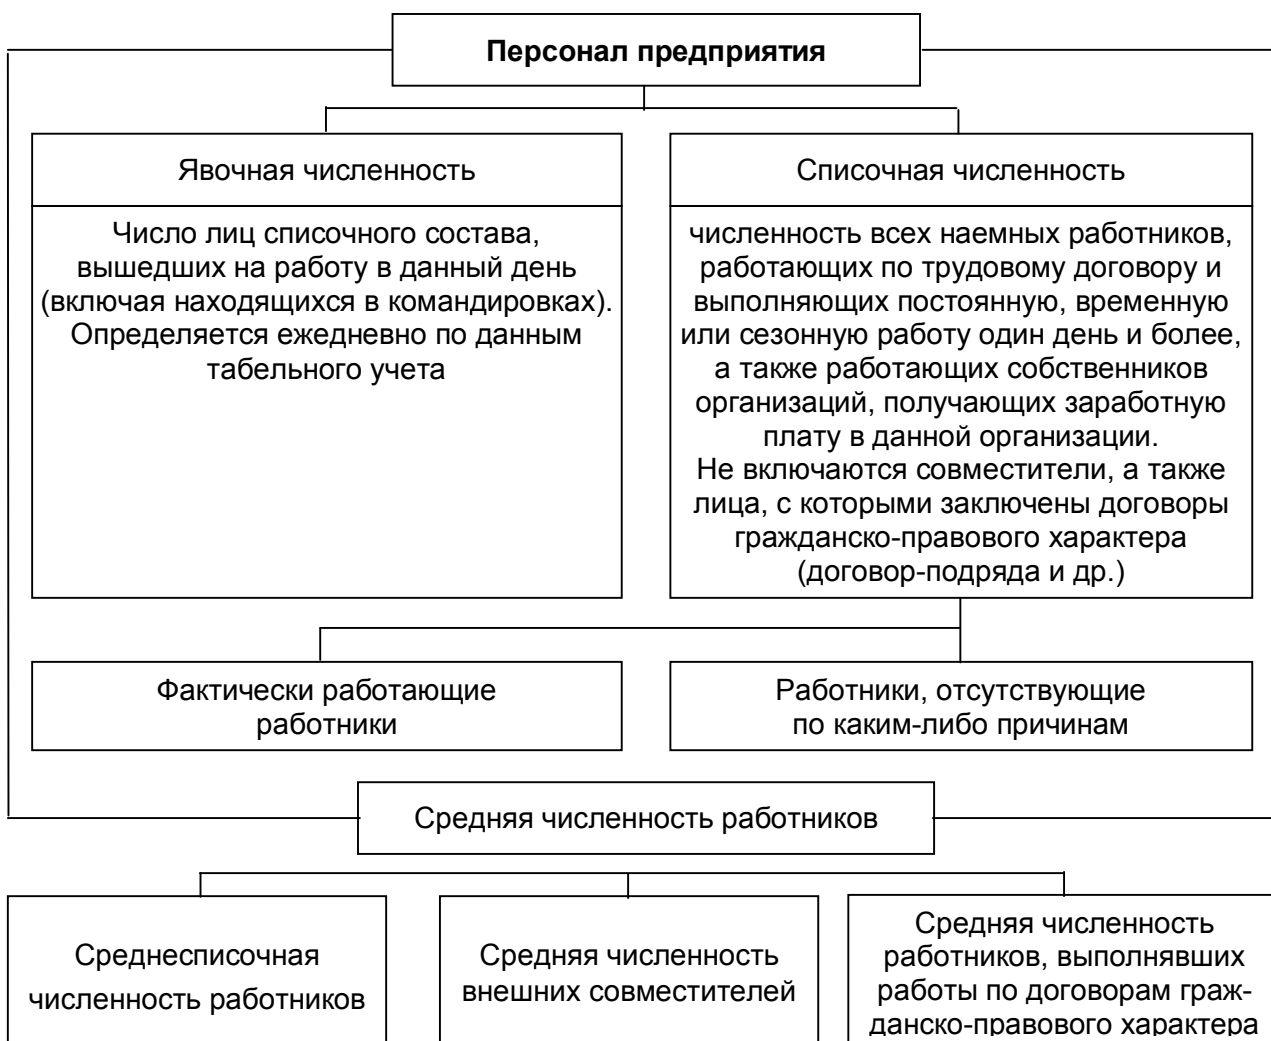 Персонал предприятия
Явочная численность
Число лиц списочного состава,
вышедших на работу в данный день
(включая находящихся в командировках).
Определяется ежедневно по данным
табельного учета
Списочная численность
численность всех наемных работников,
работающих по трудовому договору и
выполняющих постоянную, временную
или сезонную работу один день и более,
а также работающих собственников
организаций, получающих заработную
плату в данной организации.
Не включаются совместители, а также
лица, с которыми заключены договоры
гражданско-правового характера
(договор-подряда и др.)
Фактически работающие
работники
Работники, отсутствующие
по каким-либо причинам
Средняя численность работников
Среднесписочная
численность работников
Средняя численность
внешних совместителей
Средняя численность
работников, выполнявших
работы по договорам граж-
данско-правового характера